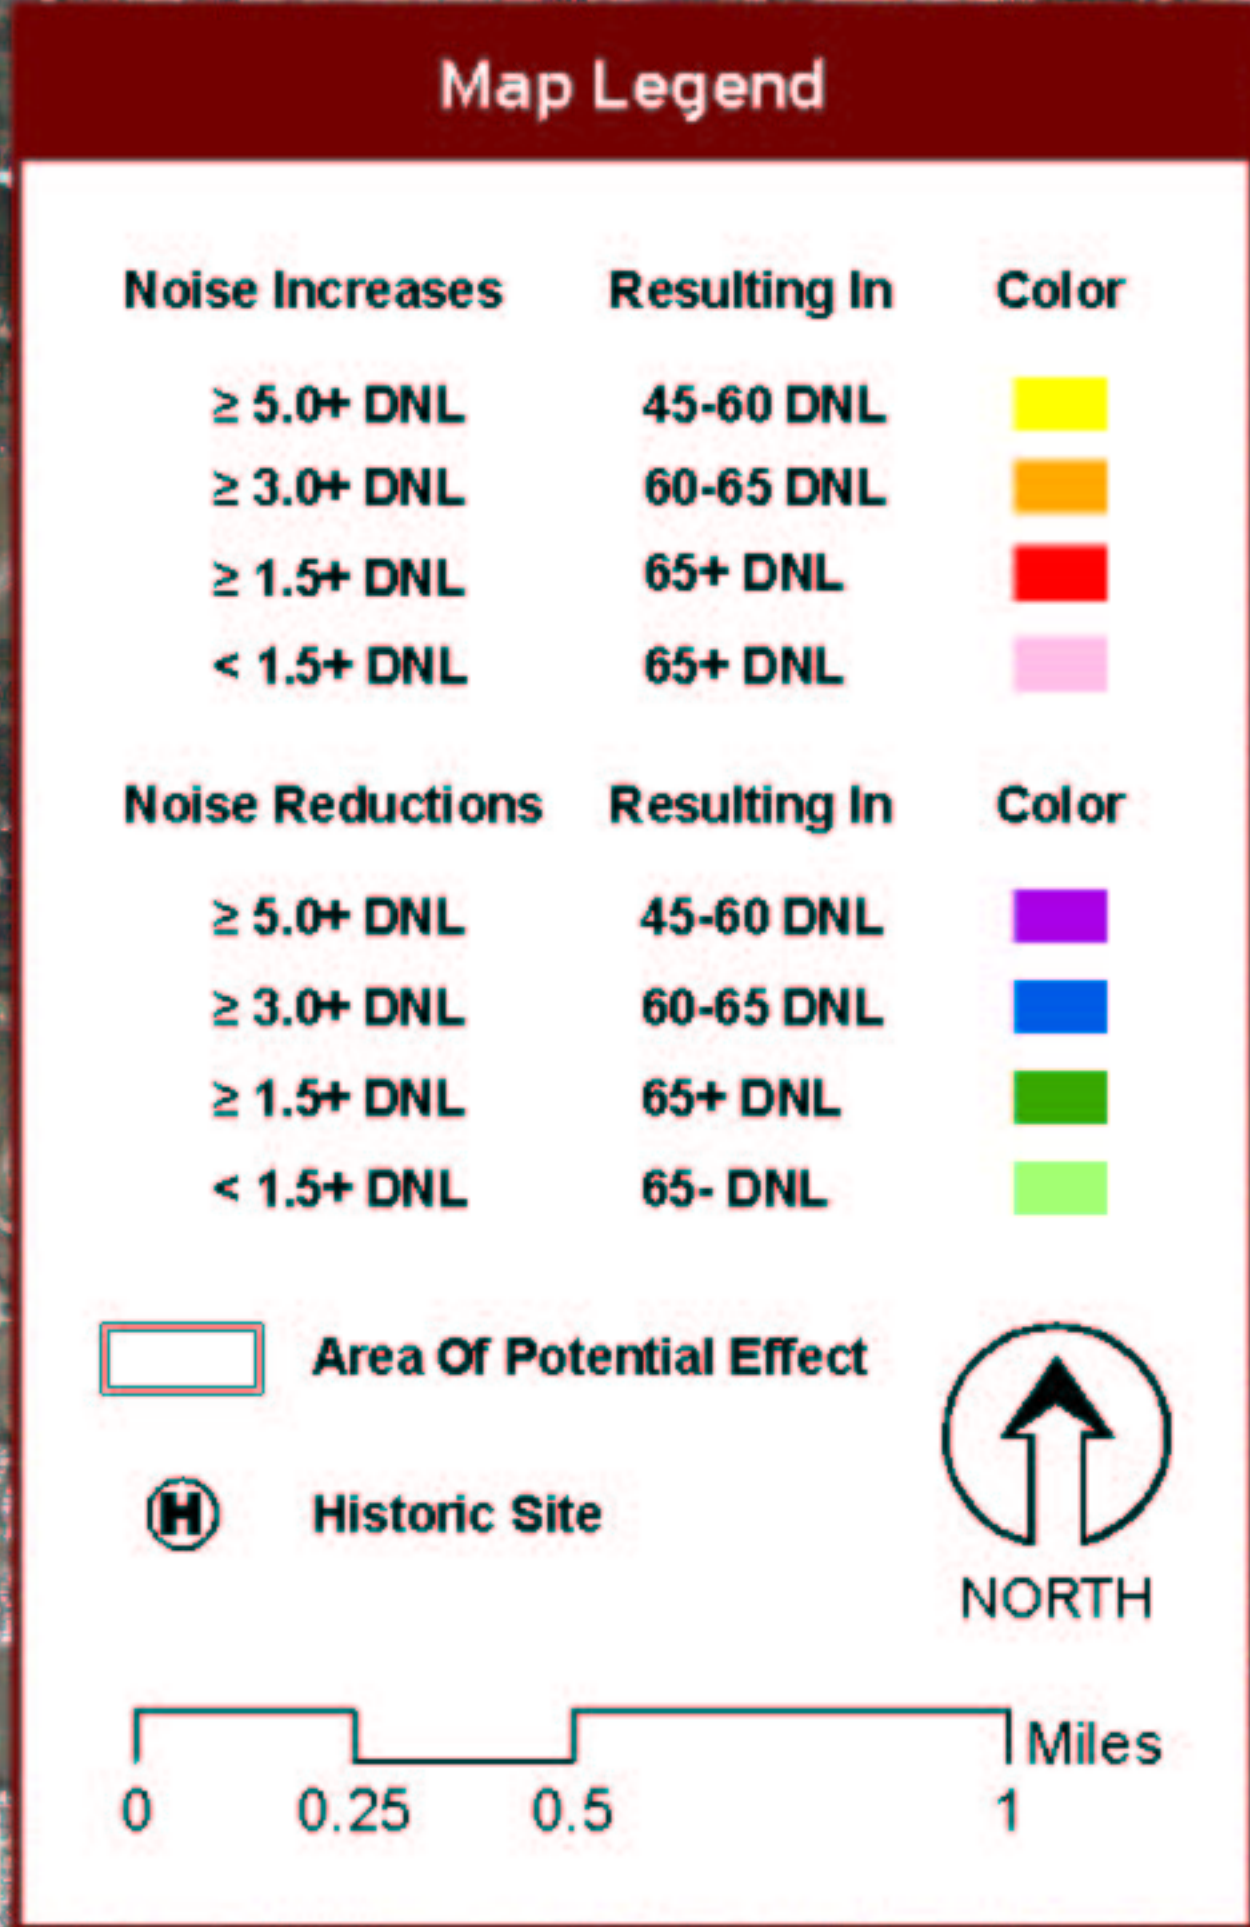 Map Legend
Noise Increases Resulting In Color
≥ 5.0+ DNL 45-60 DNL
≥ 3.0+ DNL 60-65 DNL
≥ 1.5+ DNL 65+ DNL
< 1.5+ DNL 65+ DNL
Noise Reductions Resulting In Color
≥ 5.0+ DNL 45-60 DNL
≥ 3.0+ DNL 60-65 DNL
≥ 1.5+ DNL 65+ DNL
< 1.5+ DNL 65- DNL
Area Of Potential Effect
H Historic Site
NORTH
Miles
0 0.25 0.5 1